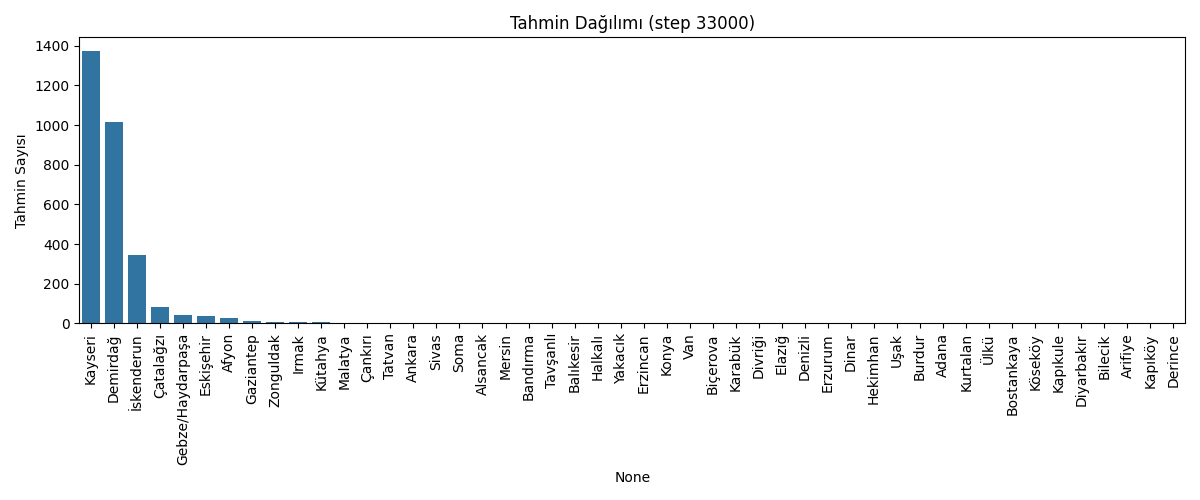 Tahmin Dağılımı (step 33000)
Tahmin Sayısı
1400
1200
1000
800
600
400
200
0
Kayseri
Demirdağ
İskenderun
Çatalağzı
Gebze/Haydarpaşa
Eskişehir
Afyon
Gaziantep
Zonguldak
Irmak
Kütahya
Malatya
Çankırı
Tatvan
Ankara
Sivas
Soma
Alsancak
Mersin
Bandırma
Tavşanlı
Balıkesir
Halkalı
Yakacık
Erzincan
Konya
Van
Biçerova
Karabük
Divriği
Elazığ
Denizli
Erzurum
Dinar
Hekimhan
Uşak
Burdur
Adana
Kurtalan
Ülkü
Bostankaya
Köseköy
Kapıkule
Diyarbakır
Bilecik
Arifiye
Kapıköy
Derince
None